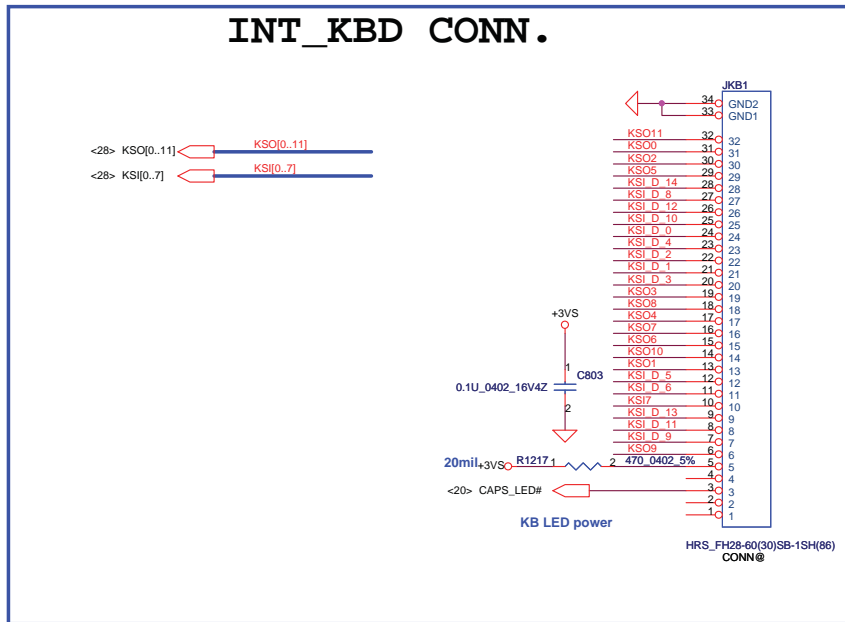 INT_KBD CONN.
JKB1
34 GND2
33 GND1
<28> KSO[0..11] KSO[0..11]
<28> KSI[0..7] KSI[0..7]
KSO11 32 32
KSO0 31 31
KSO2 30 30
KSO5 29 29
KSI_D_14 28 28
KSI_D_8 27 27
KSI_D_12 26 26
KSI_D_10 25 25
KSI_D_0 24 24
KSI_D_4 23 23
KSI_D_2 22 22
KSI_D_1 21 21
KSI_D_3 20 20
KSO3 19 19
KSO8 18 18
KSO4 17 17
KSO7 16 16
KSO6 15 15
KSO10 14 14
KSO1 13 13
KSI_D_5 12 12
KSI_D_6 11 11
KSI7 10 10
KSI_D_13 9 9
KSI_D_11 8 8
KSI_D_9 7 7
KSO9 6 6
+3VS
1
C803
0.1U_0402_16V4Z
2
20mil +3VS R1217 1 2 470_0402_5% 5 5
4 4
<20> CAPS_LED# 3 3
2 2
1 1
KB LED power
HRS_FH28-60(30)SB-1SH(86)
CONN@